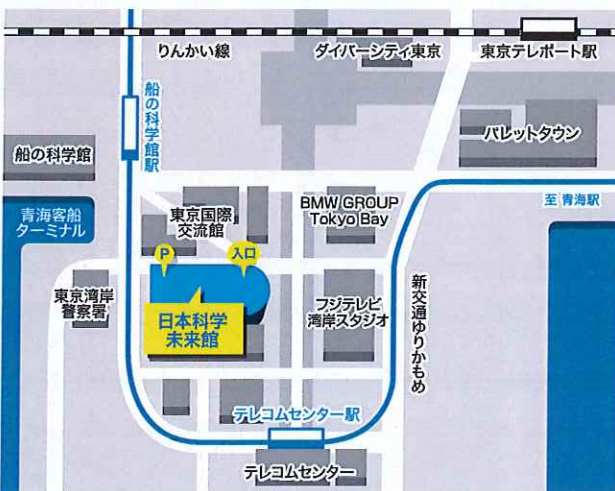 りんかい線
ダイバーシティ東京
東京テレポート駅
船の科学館駅
パレットタウン
船の科学館
BMW GROUP
Tokyo Bay
至 青海駅
東京国際
交流館
青海客船
ターミナル
P
入口
東京湾岸
警察署
フジテレビ
湾岸スタジオ
新交通ゆりかもめ
日本科学
未来館
テレコムセンター駅
テレコムセンター